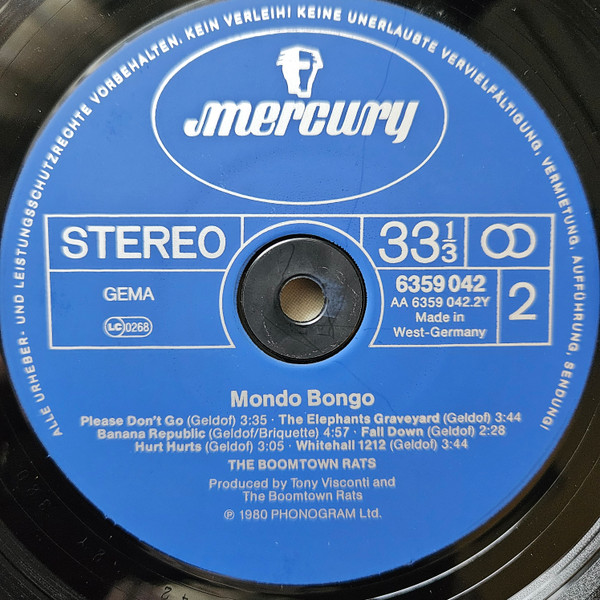 ALLE URHEBER- UND LEISTUNGSSCHUTZRECHTE VORBEHALTEN. KEIN VERLEIH! KEINE UNERLAUBTE VERVIELFÄLTIGUNG, VERMIETUNG, AUFFÜHRUNG, SENDUNG!
mercury
STEREO
33 1/3
GEMA
LC 0268
6359 042
AA 6359 042.2Y
Made in
West-Germany
2
Mondo Bongo
Please Don't Go (Geldof) 3:35 · The Elephants Graveyard (Geldof) 3:44
Banana Republic (Geldof/Briquette) 4:57 · Fall Down (Geldof) 2:28
Hurt Hurts (Geldof) 3:05 · Whitehall 1212 (Geldof) 3:44
THE BOOMTOWN RATS
Produced by Tony Visconti and
The Boomtown Rats
℗ 1980 PHONOGRAM Ltd.